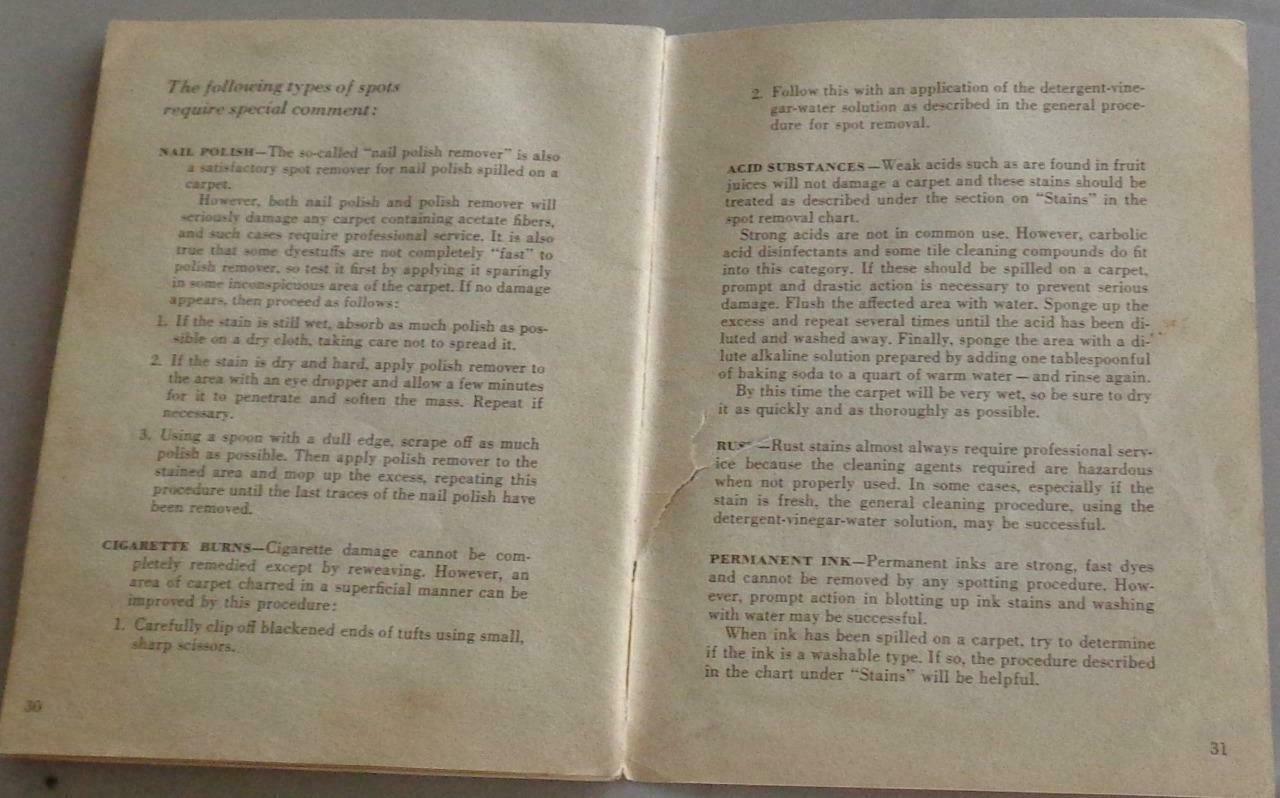 The following types of spots
require special comment:
NAIL POLISH—The so-called "nail polish remover" is also
a satisfactory spot remover for nail polish spilled on a
carpet.
However, both nail polish and polish remover will
seriously damage any carpet containing acetate fibers,
and such cases require professional service. It is also
true that some dyestuffs are not completely "fast" to
polish remover, so test it first by applying it sparingly
in some inconspicuous area of the carpet. If no damage
appears, then proceed as follows:
1. If the stain is still wet, absorb as much polish as pos-
sible on a dry cloth, taking care not to spread it.
2. If the stain is dry and hard, apply polish remover to
the area with an eye dropper and allow a few minutes
for it to penetrate and soften the mass. Repeat if
necessary.
3. Using a spoon with a dull edge, scrape off as much
polish as possible. Then apply polish remover to the
stained area and mop up the excess, repeating this
procedure until the last traces of the nail polish have
been removed.
CIGARETTE BURNS—Cigarette damage cannot be com-
pletely remedied except by reweaving. However, an
area of carpet charred in a superficial manner can be
improved by this procedure:
1. Carefully clip off blackened ends of tufts using small,
sharp scissors.
30
2. Follow this with an application of the detergent-vine-
gar-water solution as described in the general proce-
dure for spot removal.
ACID SUBSTANCES—Weak acids such as are found in fruit
juices will not damage a carpet and these stains should be
treated as described under the section on "Stains" in the
spot removal chart.
Strong acids are not in common use. However, carbolic
acid disinfectants and some tile cleaning compounds do fit
into this category. If these should be spilled on a carpet,
prompt and drastic action is necessary to prevent serious
damage. Flush the affected area with water. Sponge up the
excess and repeat several times until the acid has been di-
luted and washed away. Finally, sponge the area with a di-
lute alkaline solution prepared by adding one tablespoonful
of baking soda to a quart of warm water — and rinse again.
By this time the carpet will be very wet, so be sure to dry
it as quickly and as thoroughly as possible.
RUST—Rust stains almost always require professional serv-
ice because the cleaning agents required are hazardous
when not properly used. In some cases, especially if the
stain is fresh, the general cleaning procedure, using the
detergent-vinegar-water solution, may be successful.
PERMANENT INK—Permanent inks are strong, fast dyes
and cannot be removed by any spotting procedure. How-
ever, prompt action in blotting up ink stains and washing
with water may be successful.
When ink has been spilled on a carpet, try to determine
if the ink is a washable type. If so, the procedure described
in the chart under "Stains" will be helpful.
31